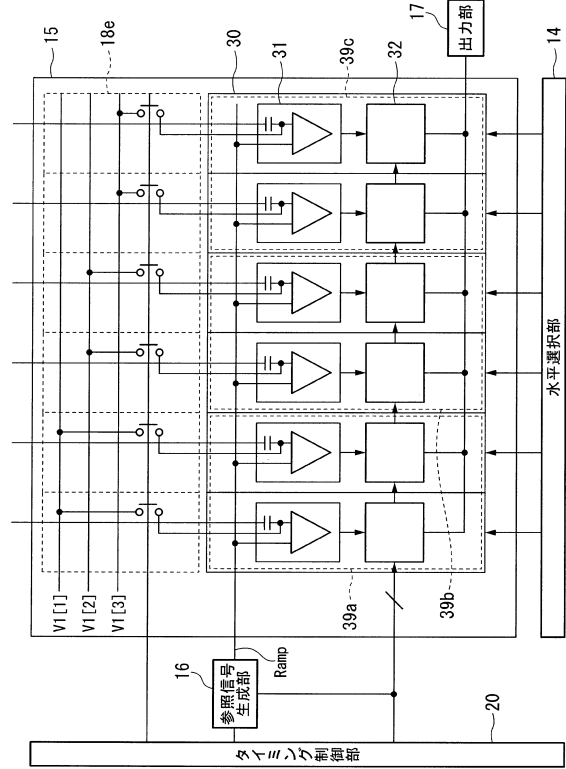 15
18e
30
31
39c
32
17
出力部
14
水平選択部
V1[1]
V1[2]
V1[3]
39a
39b
16
参照信号
生成部
Ramp
20
タイミング制御部